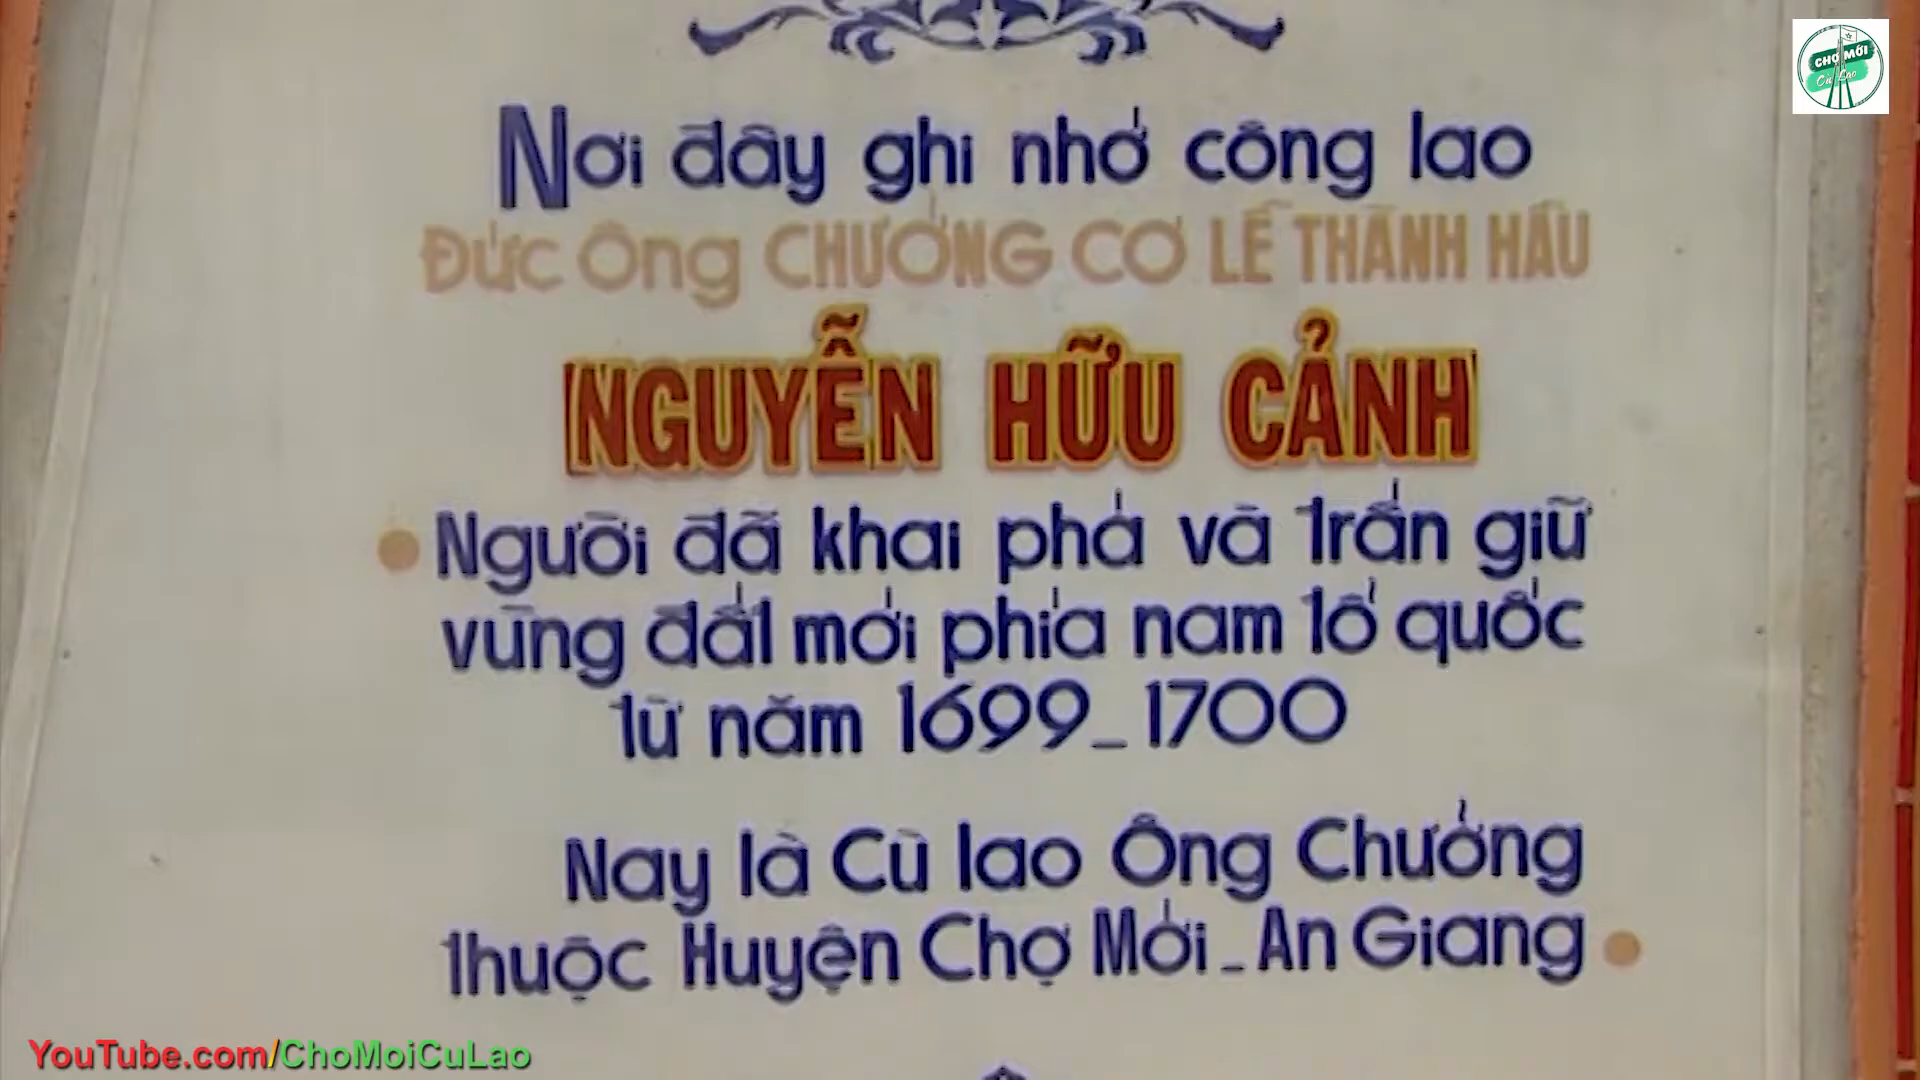 CHỢ MỚI
Cù Lao
Nơi đây ghi nhớ công lao
Đức Ông CHƯỞNG CƠ LỄ THÀNH HẦU
NGUYỄN HỮU CẢNH
Người đã khai phá và trấn giữ
vùng đất mới phía nam tổ quốc
từ năm 1699_1700
Nay là Cù lao Ông Chưởng
thuộc Huyện Chợ Mới_An Giang
YouTube.com/ChoMoiCuLao